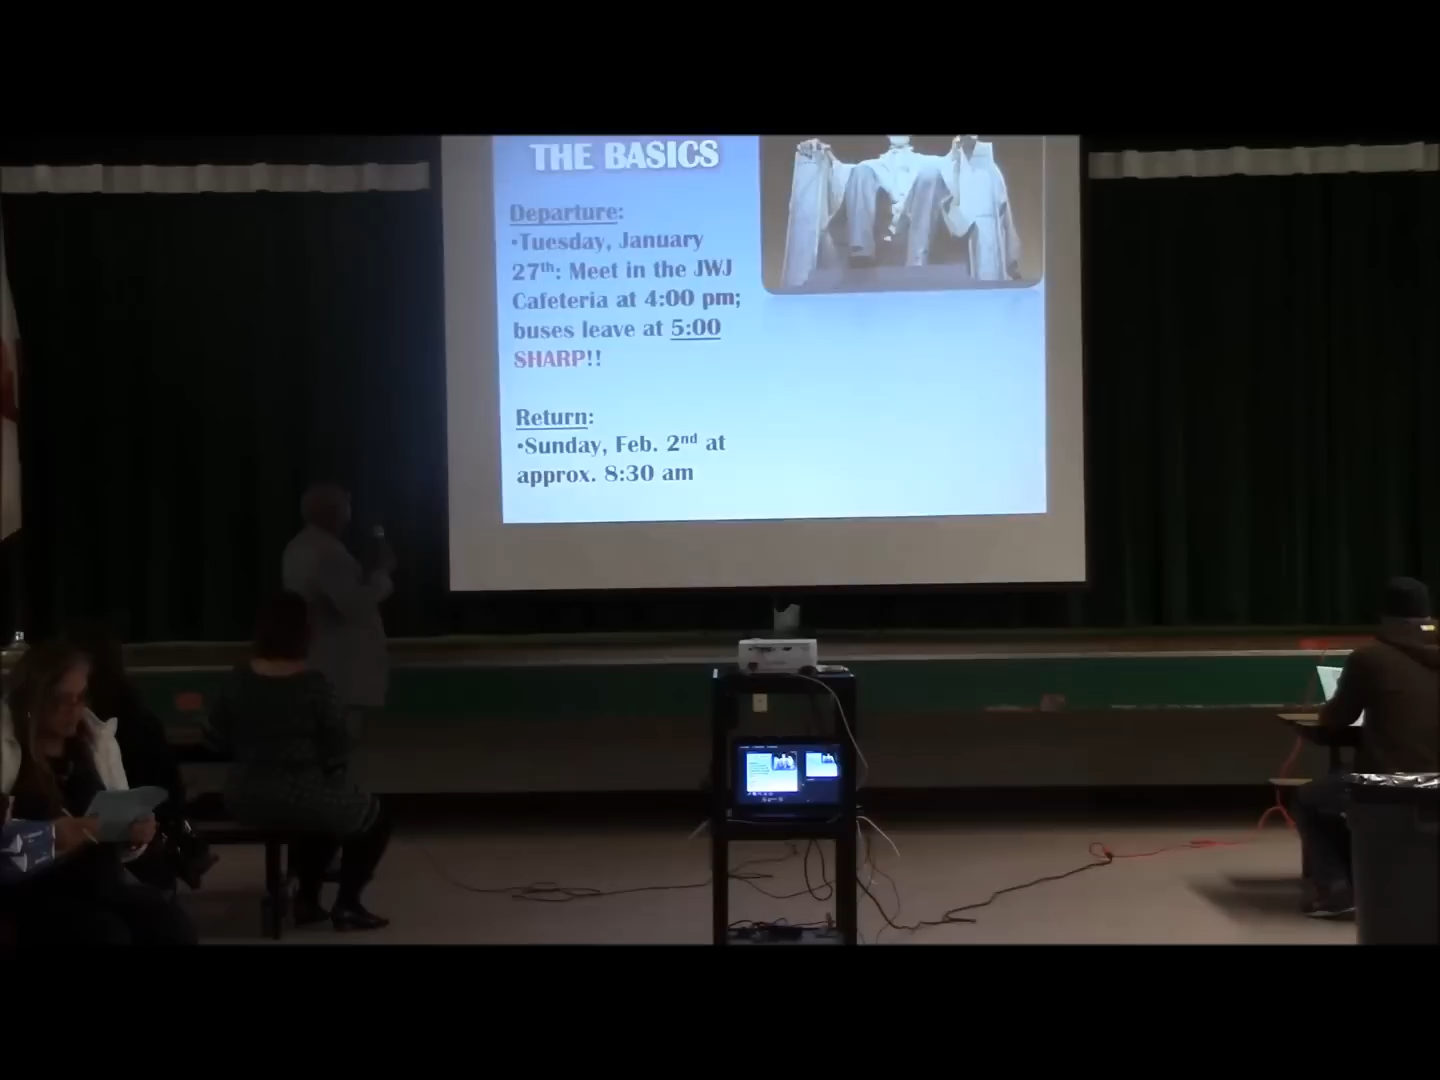 THE BASICS
Departure:
•Tuesday, January
27th: Meet in the JWJ
Cafeteria at 4:00 pm;
buses leave at 5:00
SHARP!!
Return:
•Sunday, Feb. 2nd at
approx. 8:30 am